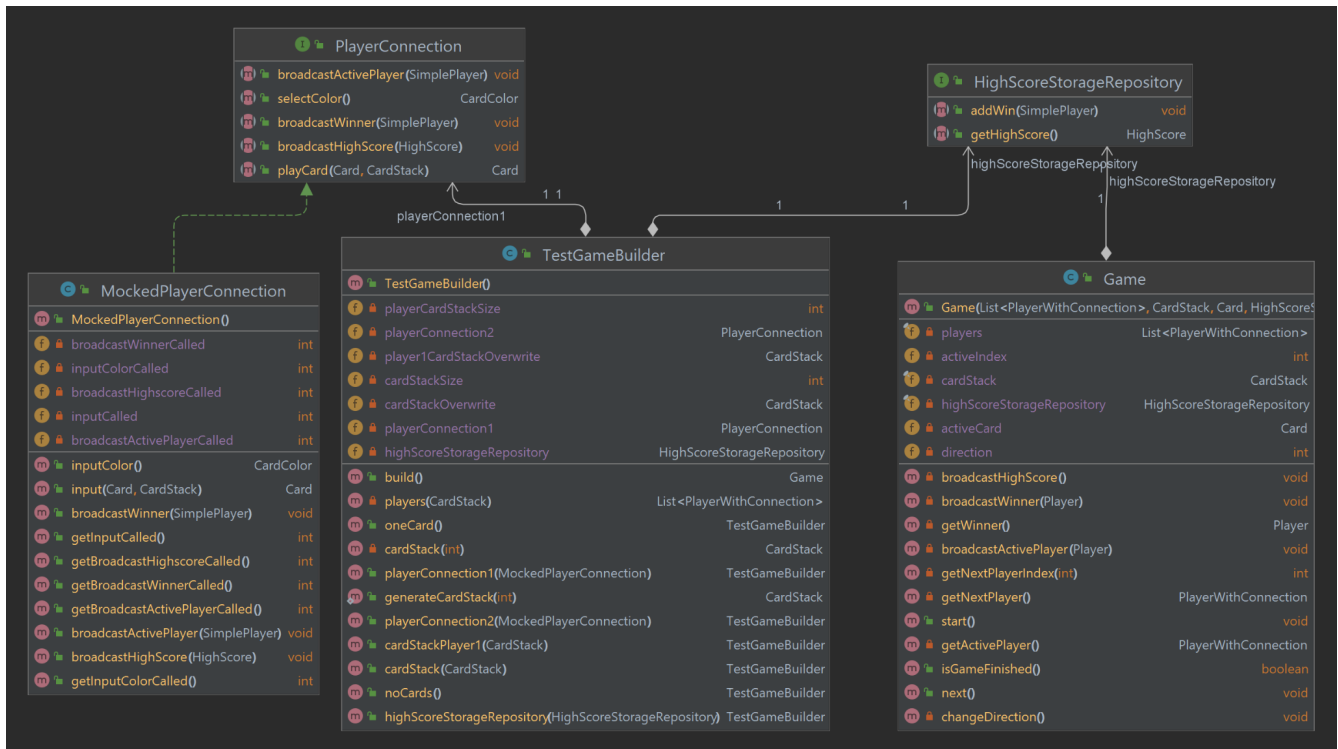 PlayerConnection
broadcastActivePlayer(SimplePlayer) void
selectColor() CardColor
broadcastWinner(SimplePlayer) void
broadcastHighScore(HighScore) void
playCard(Card, CardStack) Card
HighScoreStorageRepository
addWin(SimplePlayer) void
getHighScore() HighScore
highScoreStorageRepository
highScoreStorageRepository
1
1 1
playerConnection1
1
1
MockedPlayerConnection
MockedPlayerConnection()
broadcastWinnerCalled int
inputColorCalled int
broadcastHighscoreCalled int
inputCalled int
broadcastActivePlayerCalled int
inputColor() CardColor
input(Card, CardStack) Card
broadcastWinner(SimplePlayer) void
getInputCalled() int
getBroadcastHighscoreCalled() int
getBroadcastWinnerCalled() int
getBroadcastActivePlayerCalled() int
broadcastActivePlayer(SimplePlayer) void
broadcastHighScore(HighScore) void
getInputColorCalled() int
TestGameBuilder
TestGameBuilder()
playerCardStackSize int
playerConnection2 PlayerConnection
player1CardStackOverwrite CardStack
cardStackSize int
cardStackOverwrite CardStack
playerConnection1 PlayerConnection
highScoreStorageRepository HighScoreStorageRepository
build() Game
players(CardStack) List<PlayerWithConnection>
oneCard() TestGameBuilder
cardStack(int) CardStack
playerConnection1(MockedPlayerConnection) TestGameBuilder
generateCardStack(int) CardStack
playerConnection2(MockedPlayerConnection) TestGameBuilder
cardStackPlayer1(CardStack) TestGameBuilder
cardStack(CardStack) TestGameBuilder
noCards() TestGameBuilder
highScoreStorageRepository(HighScoreStorageRepository) TestGameBuilder
Game
Game(List<PlayerWithConnection>, CardStack, Card, HighScoreS
players List<PlayerWithConnection>
activeIndex int
cardStack CardStack
highScoreStorageRepository HighScoreStorageRepository
activeCard Card
direction int
broadcastHighScore() void
broadcastWinner(Player) void
getWinner() Player
broadcastActivePlayer(Player) void
getNextPlayerIndex(int) int
getNextPlayer() PlayerWithConnection
start() void
getActivePlayer() PlayerWithConnection
isGameFinished() boolean
next() void
changeDirection() void